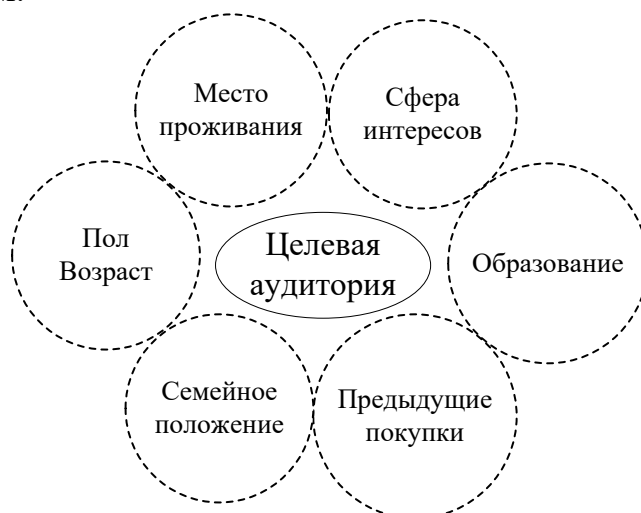 Место
проживания
Сфера
интересов
Пол
Возраст
Целевая
аудитория
Образование
Семейное
положение
Предыдущие
покупки